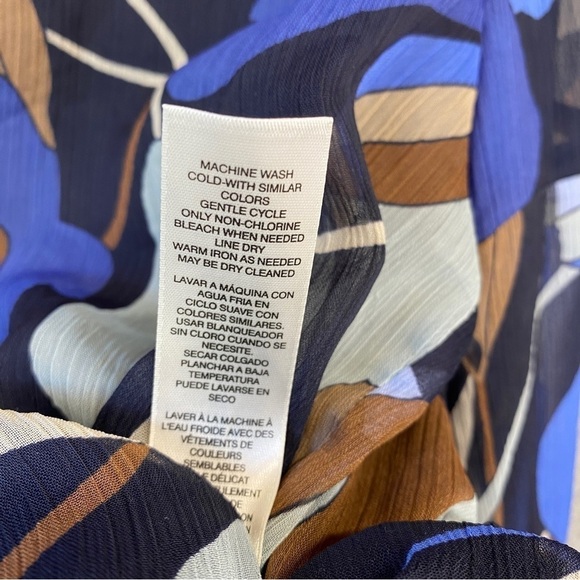 MACHINE WASH
COLD-WITH SIMILAR
COLORS
GENTLE CYCLE
ONLY NON-CHLORINE
BLEACH WHEN NEEDED
LINE DRY
WARM IRON AS NEEDED
MAY BE DRY CLEANED
LAVAR A MÁQUINA CON
AGUA FRIA EN
CICLO SUAVE CON
COLORES SIMILARES.
USAR BLANQUEADOR
SIN CLORO CUANDO SE
NECESITE.
SECAR COLGADO
PLANCHAR A BAJA
TEMPERATURA
PUEDE LAVARSE EN
SECO
LAVER À LA MACHINE À
L'EAU FROIDE AVEC DES
VÊTEMENTS DE
COULEURS
SEMBLABLES
DÉLICAT
DE